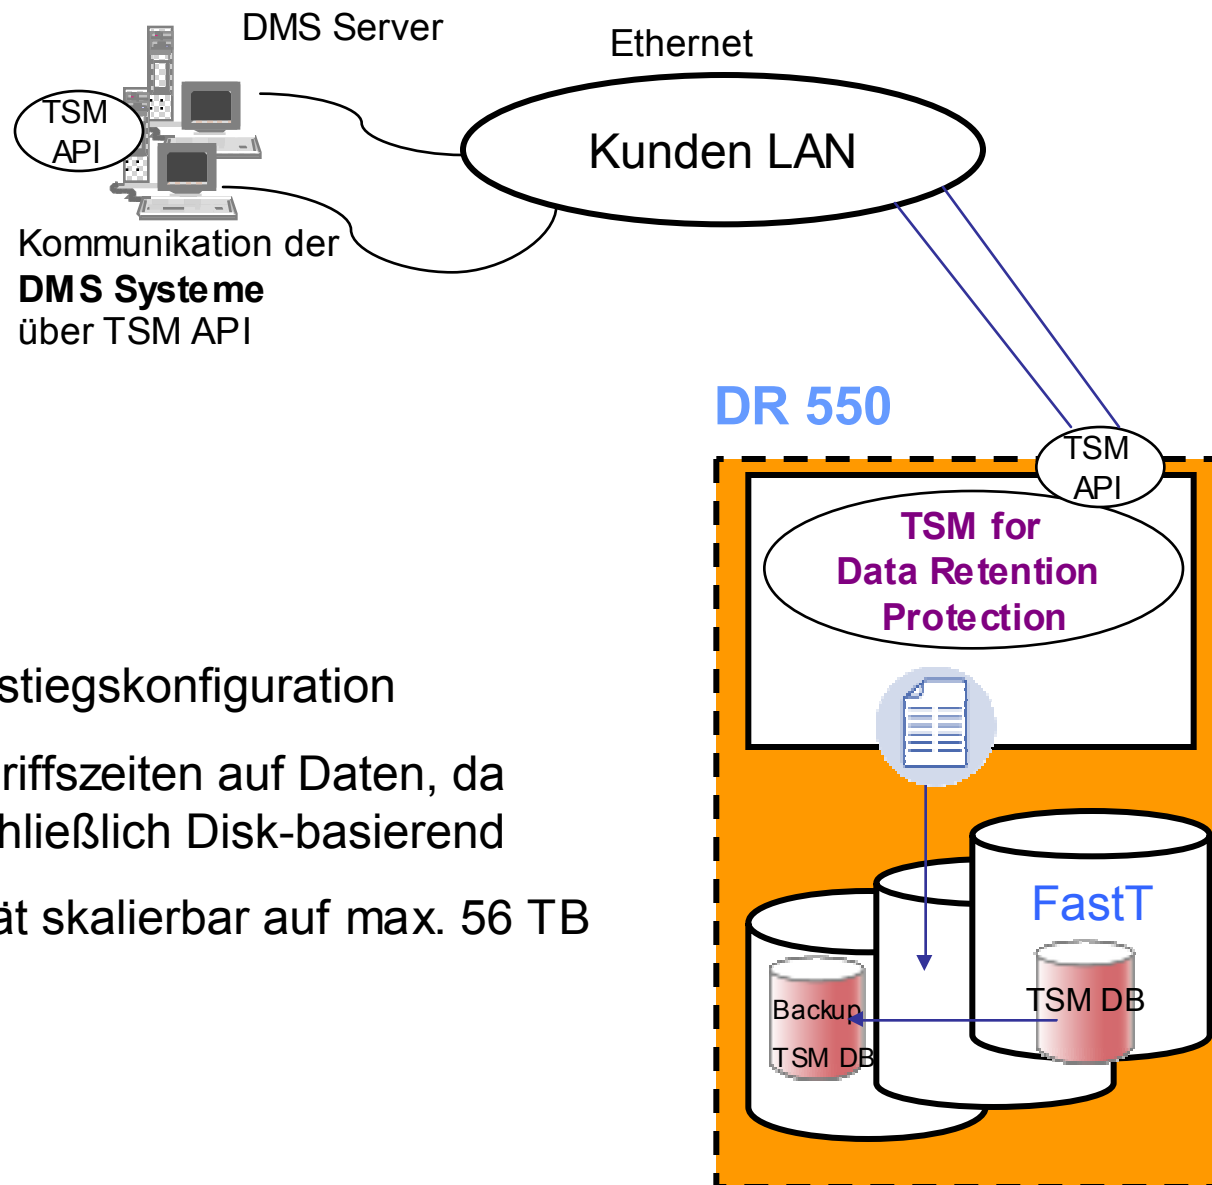 DMS Server
Ethernet
TSM
API
Kunden LAN
Kommunikation der
DMS Systeme
über TSM API
DR 550
TSM
API
TSM for
Data Retention
Protection
stiegskonfiguration
riffszeiten auf Daten, da
hließlich Disk-basierend
ät skalierbar auf max. 56 TB
FastT
Backup
TSM DB
TSM DB